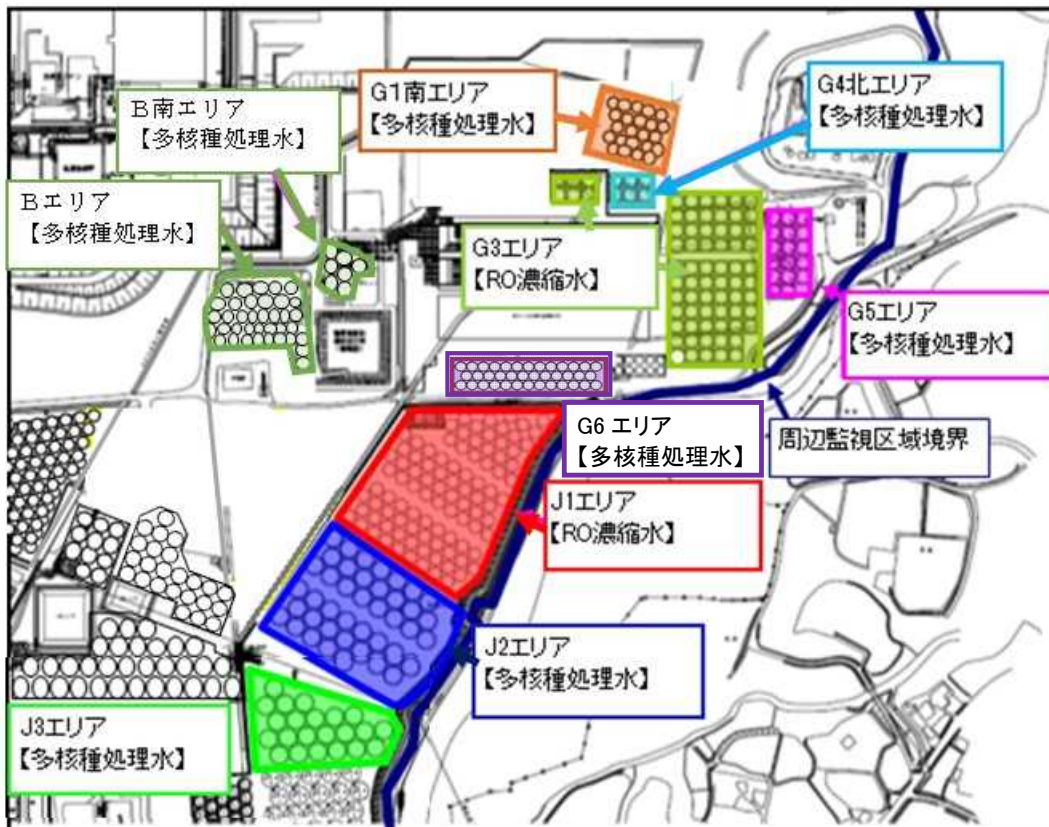 G1南エリア
【多核種処理水】
G4北エリア
【多核種処理水】
B南エリア
【多核種処理水】
Bエリア
【多核種処理水】
G3エリア
【RO濃縮水】
G5エリア
【多核種処理水】
G6 エリア
【多核種処理水】
周辺監視区域境界
J1エリア
【RO濃縮水】
J2エリア
【多核種処理水】
J3エリア
【多核種処理水】